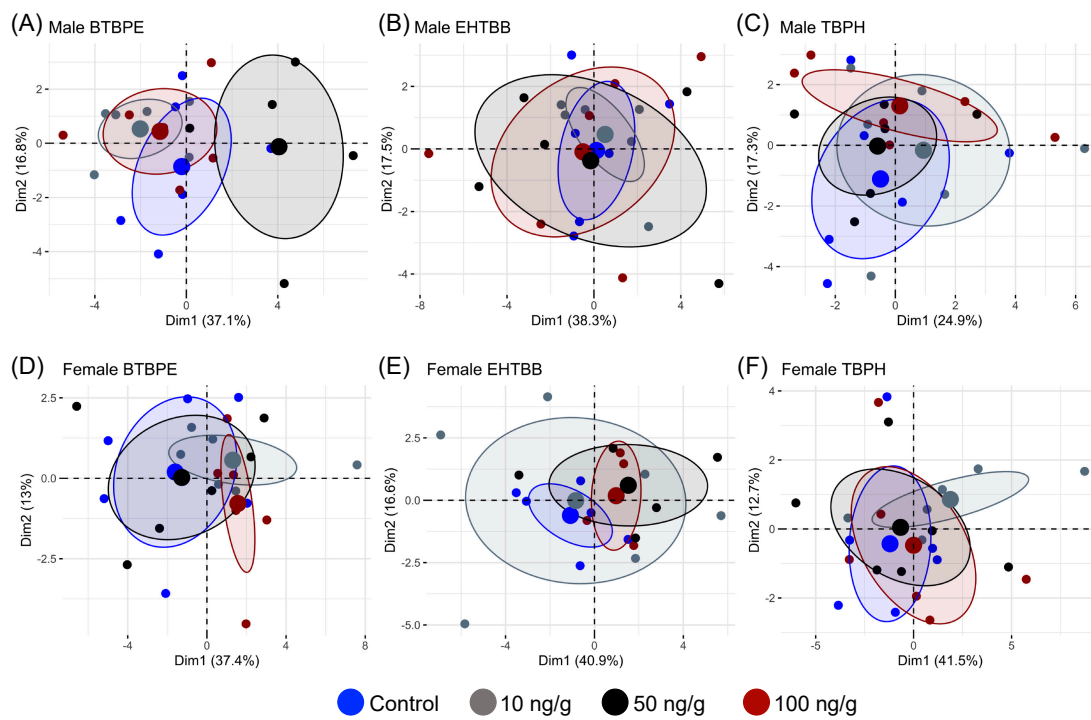 (A) Male BTBPE
Dim2 (16.8%)
2
0
-2
-4
-4
0
4
Dim1 (37.1%)
(B) Male EHTBB
Dim2 (17.5%)
2
0
-2
-4
-8
-4
0
4
Dim1 (38.3%)
(C) Male TBPH
Dim2 (17.3%)
2
0
-2
-4
-2
0
2
4
6
Dim1 (24.9%)
(D) Female BTBPE
Dim2 (13%)
2.5
0.0
-2.5
-4
0
4
8
Dim1 (37.4%)
(E) Female EHTBB
Dim2 (16.6%)
2.5
0.0
-2.5
-5.0
-5
0
5
Dim1 (40.9%)
(F) Female TBPH
Dim2 (12.7%)
4
2
0
-2
-5
0
5
Dim1 (41.5%)
Control 10 ng/g 50 ng/g 100 ng/g